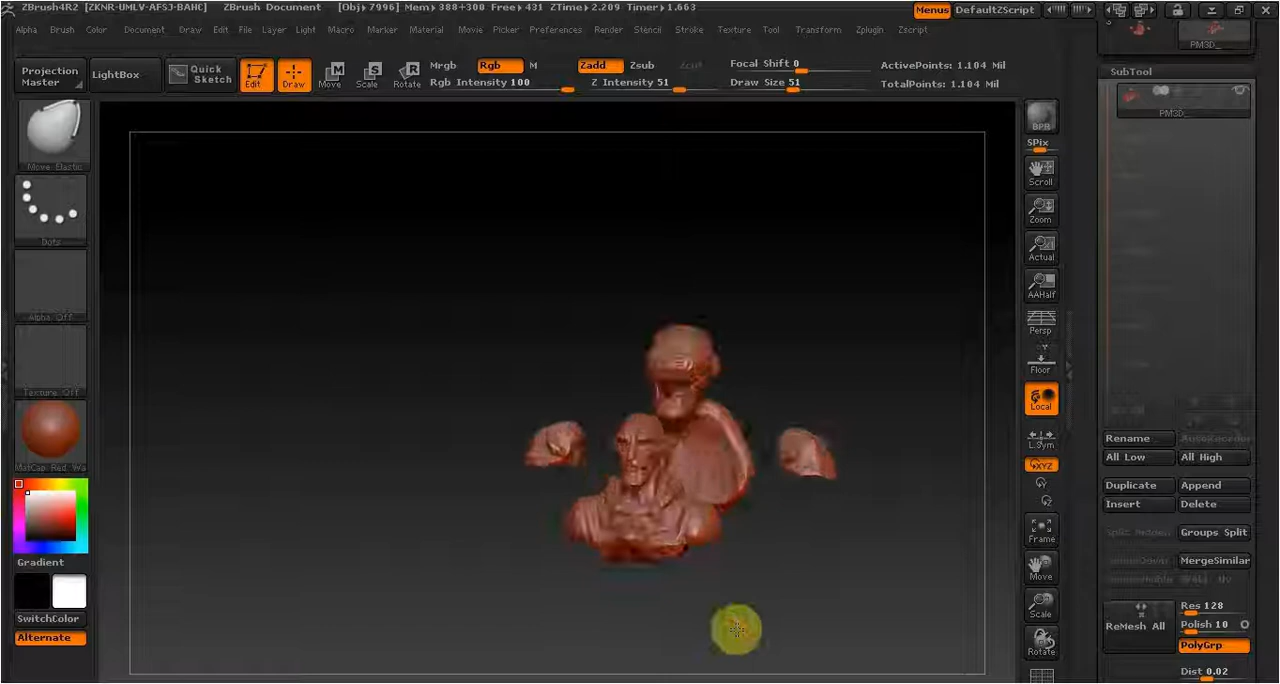 ZBrush4R2 [ZKNR-UMLV-AFSJ-BAHC] ZBrush Document [Obj]7996] Mem▸388+300 Free▸431 ZTime▸2.209 Timer▸1.663 Menus DefaultZScript
Alpha Brush Color Document Draw Edit File Layer Light Macro Marker Material Movie Picker Preferences Render Stencil Stroke Texture Tool Transform Zplugin Zscript
PM3D_
Projection
Master
LightBox
Quick
Sketch
Edit
Draw
Move
Scale
Rotate
Mrgb Rgb M
Rgb Intensity 100
Zadd Zsub Zcut
Z Intensity 51
Focal Shift 0
Draw Size 51
ActivePoints: 1.104 Mil
TotalPoints: 1.104 Mil
SubTool
PM3D_
Move Elastic
Dots
Alpha Off
Texture Off
MatCap Red Wa
Gradient
SwitchColor
Alternate
BPR
SPix
Scroll
Zoom
Actual
AAHalf
Persp
Floor
Local
L.Sym
XYZ
Frame
Move
Scale
Rotate
Rename
All Low All High
Duplicate Append
Insert Delete
Groups Split
MergeSimilar
ReMesh All
Res 128
Polish 10
PolyGrp
Dist 0.02